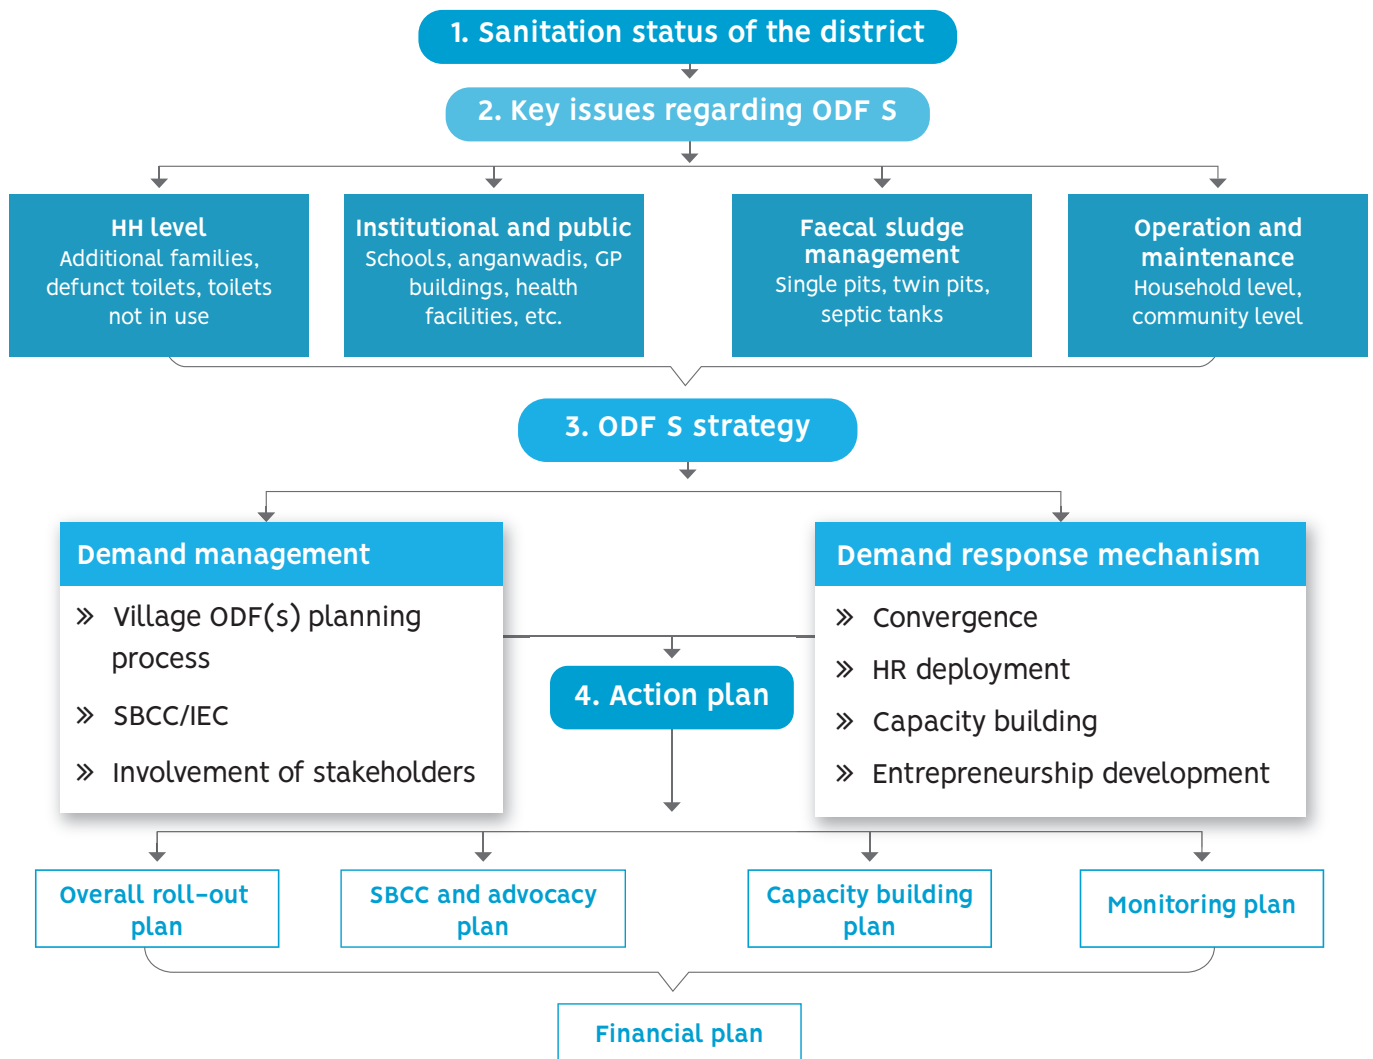 1. Sanitation status of the district
2. Key issues regarding ODF S
HH level
Additional families,
defunct toilets, toilets
not in use
Institutional and public
Schools, anganwadis, GP
buildings, health
facilities, etc.
Faecal sludge
management
Single pits, twin pits,
septic tanks
Operation and
maintenance
Household level,
community level
3. ODF S strategy
Demand management
» Village ODF(s) planning
process
» SBCC/IEC
» Involvement of stakeholders
Demand response mechanism
» Convergence
» HR deployment
» Capacity building
» Entrepreneurship development
4. Action plan
Overall roll-out
plan
SBCC and advocacy
plan
Capacity building
plan
Monitoring plan
Financial plan